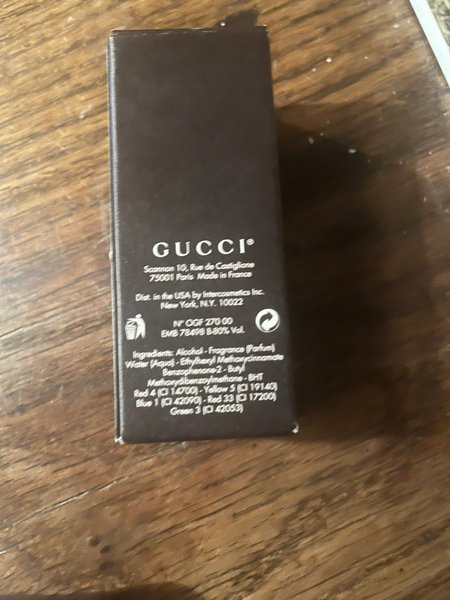 GUCCI®
Scannon 10, Rue de Castiglione
75001 Paris Made in France
Dist. in the USA by Intercosmetics Inc.
New York, N.Y. 10022
N° OGF 270 00
EMB 78498 B-80% Vol.
Ingredients: Alcohol - Fragrance (Parfum)
Water (Aqua) - Ethylhexyl Methoxycinnamate
Benzophenone-2 - Butyl
Methoxydibenzoylmethane - BHT
Red 4 (CI 14700) - Yellow 5 (CI 19140)
Blue 1 (CI 42090) - Red 33 (CI 17200)
Green 3 (CI 42053)